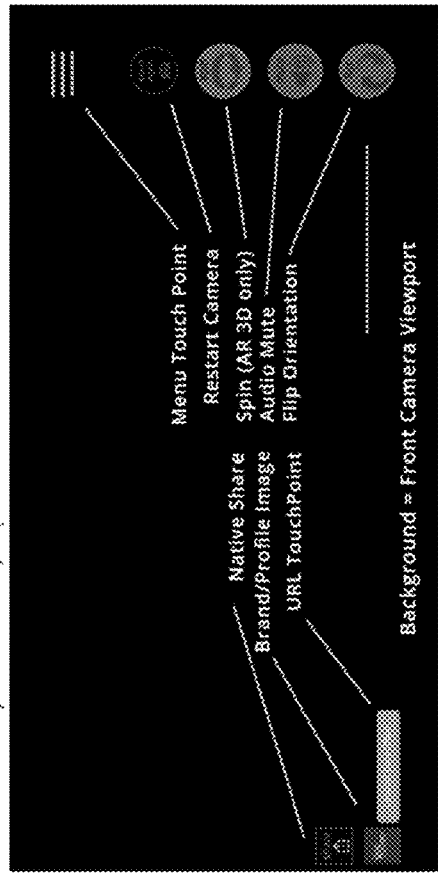 Menu Touch Point
Restart Camera
Spin (AR 3D only)
Audio Mute
Flip Orientation
Native Share
Brand/Profile Image
URL TouchPoint
Background = Front Camera Viewport